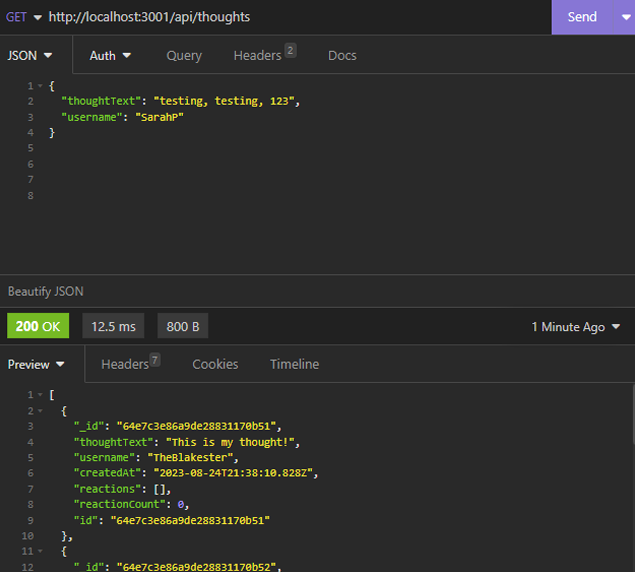 GET http://localhost:3001/api/thoughts Send
JSON Auth Query Headers 2 Docs
1 {
2 "thoughtText": "testing, testing, 123",
3 "username": "SarahP"
4 }
5
6
7
8
Beautify JSON
200 OK 12.5 ms 800 B 1 Minute Ago
Preview Headers 7 Cookies Timeline
1 [
2 {
3 "_id": "64e7c3e86a9de28831170b51",
4 "thoughtText": "This is my thought!",
5 "username": "TheBlakester",
6 "createdAt": "2023-08-24T21:38:10.828Z",
7 "reactions": [],
8 "reactionCount": 0,
9 "id": "64e7c3e86a9de28831170b51"
10 },
11 {
12 "_id": "64e7c3e86a9de28831170b52",